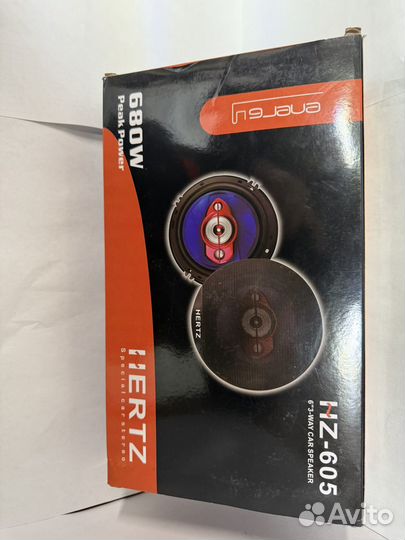 energy
680W
Peak Power
HERTZ
HERTZ
Special car stereo
HZ-605
6"3-WAY CAR SPEAKER
Avito